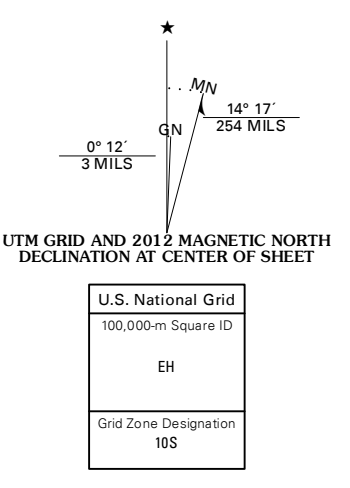 ★
MN
14° 17´
254 MILS
GN
0° 12´
3 MILS
UTM GRID AND 2012 MAGNETIC NORTH
DECLINATION AT CENTER OF SHEET
U.S. National Grid
100,000-m Square ID
EH
Grid Zone Designation
10S